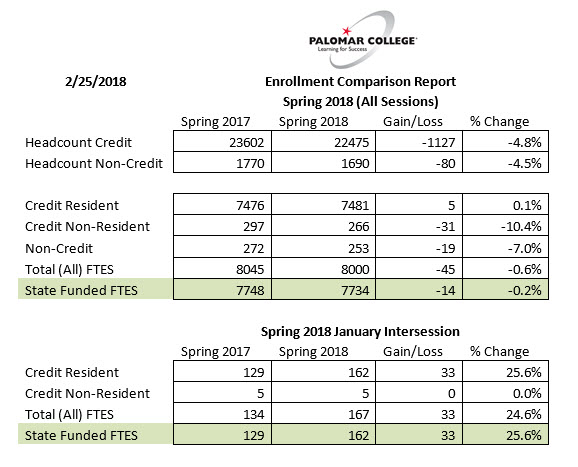 PALOMAR COLLEGE
Learning for Success
2/25/2018 Enrollment Comparison Report
Spring 2018 (All Sessions)
Spring 2017 Spring 2018 Gain/Loss % Change
Headcount Credit 23602 22475 -1127 -4.8%
Headcount Non-Credit 1770 1690 -80 -4.5%
Credit Resident 7476 7481 5 0.1%
Credit Non-Resident 297 266 -31 -10.4%
Non-Credit 272 253 -19 -7.0%
Total (All) FTES 8045 8000 -45 -0.6%
State Funded FTES 7748 7734 -14 -0.2%
Spring 2018 January Intersession
Spring 2017 Spring 2018 Gain/Loss % Change
Credit Resident 129 162 33 25.6%
Credit Non-Resident 5 5 0 0.0%
Total (All) FTES 134 167 33 24.6%
State Funded FTES 129 162 33 25.6%